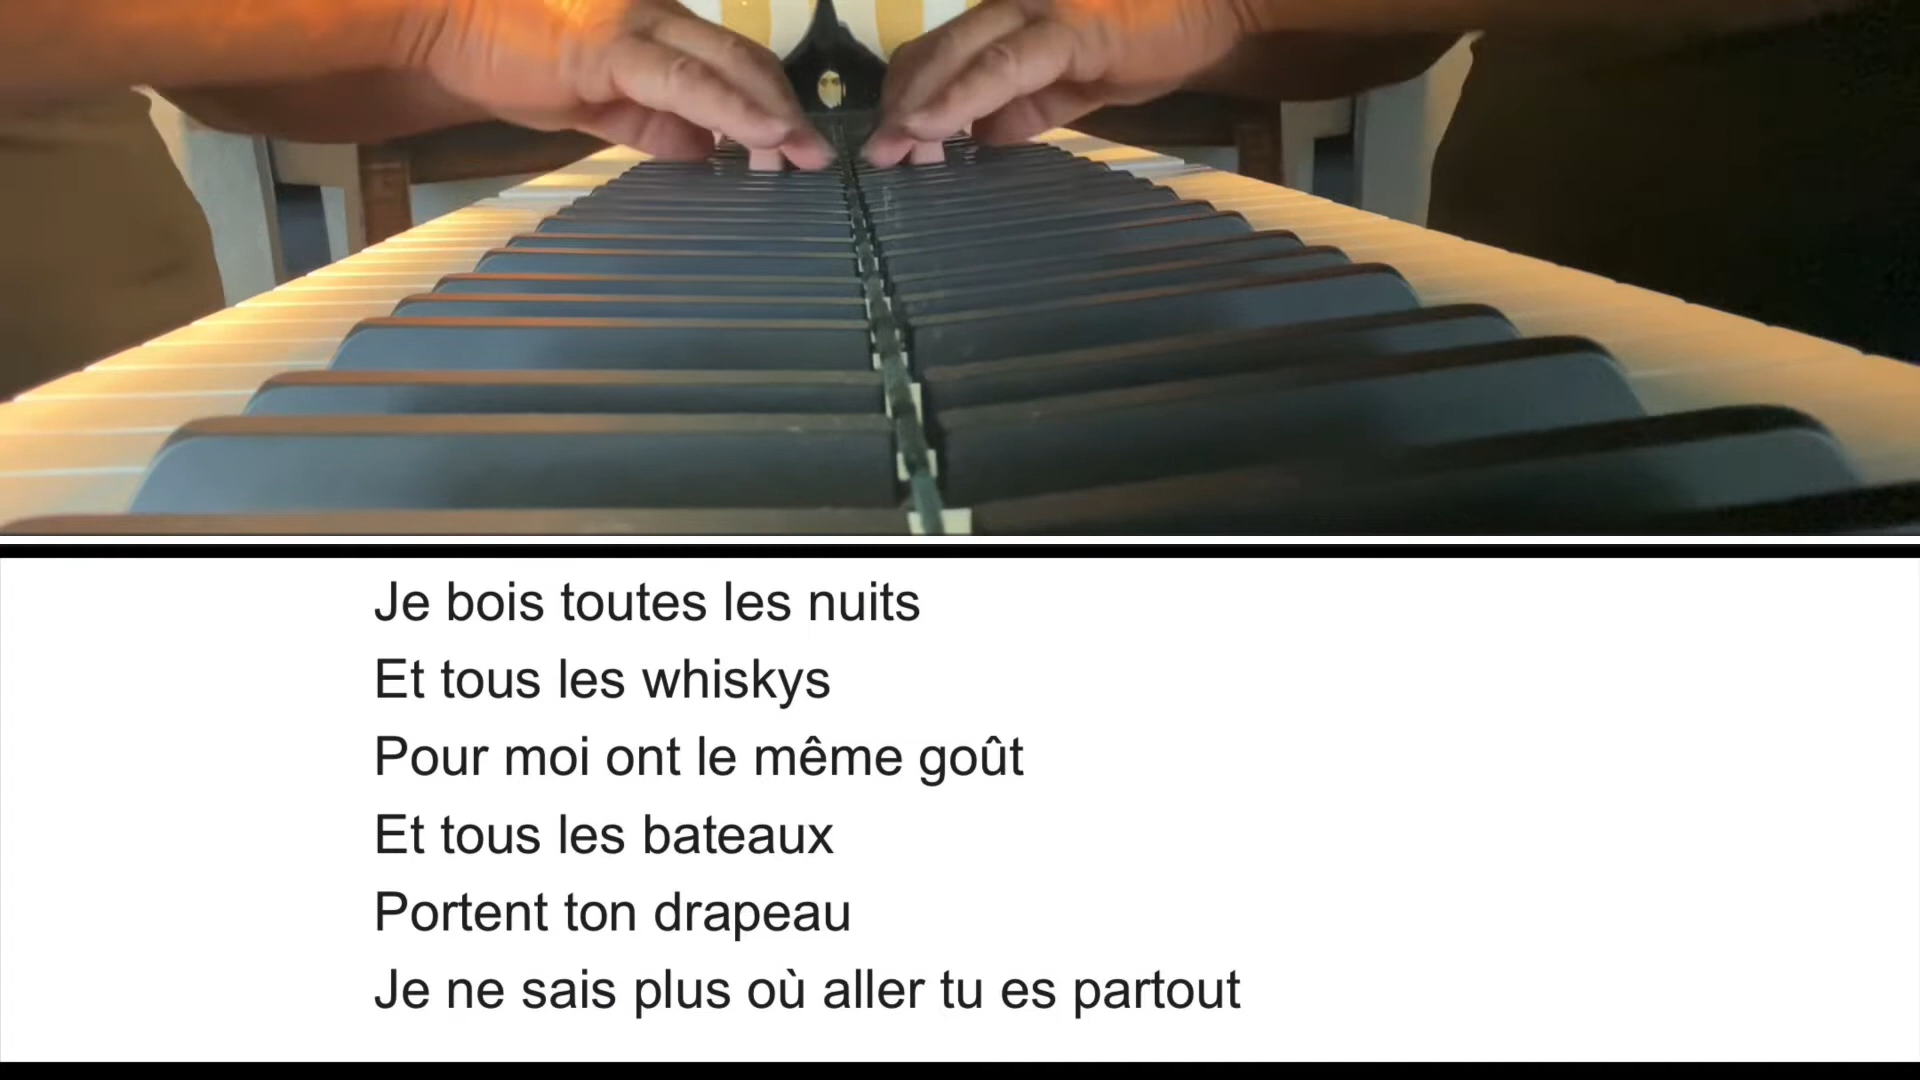 Je bois toutes les nuits
Et tous les whiskys
Pour moi ont le même goût
Et tous les bateaux
Portent ton drapeau
Je ne sais plus où aller tu es partout